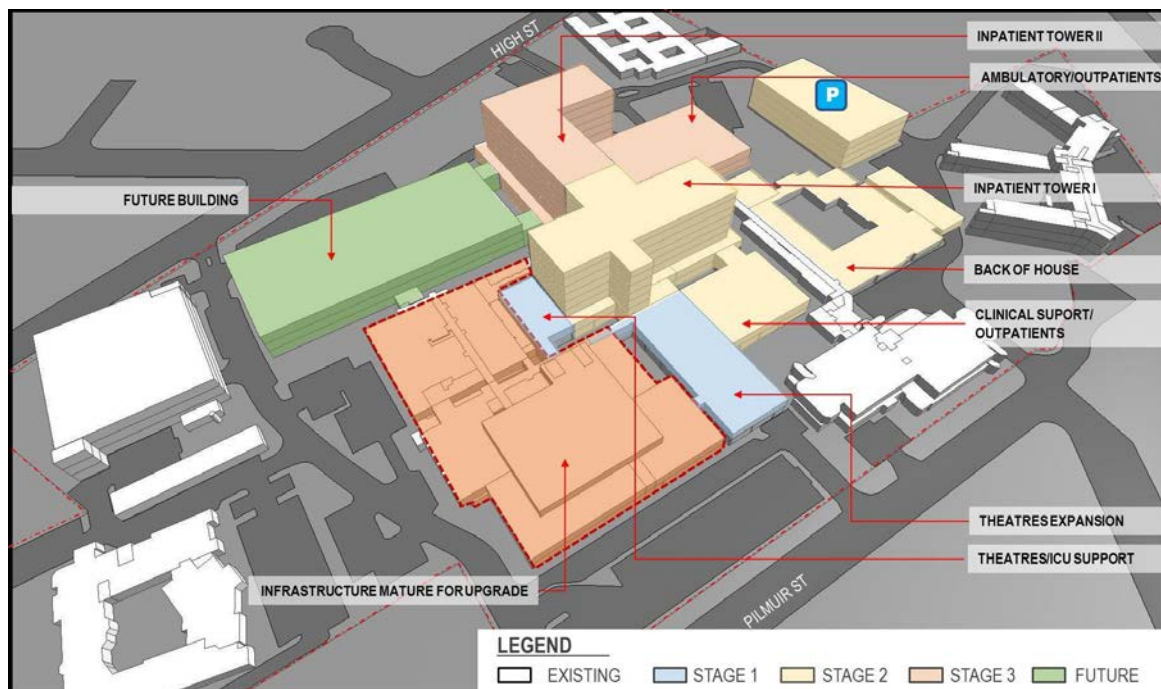 HIGH ST
INPATIENT TOWER II
AMBULATORY/OUTPATIENTS
P
INPATIENT TOWER I
FUTURE BUILDING
BACK OF HOUSE
CLINICAL SUPORT/
OUTPATIENTS
THEATRES EXPANSION
THEATRES/ICU SUPPORT
INFRASTRUCTURE MATURE FOR UPGRADE
PILMUIR ST
LEGEND
EXISTING STAGE 1 STAGE 2 STAGE 3 FUTURE